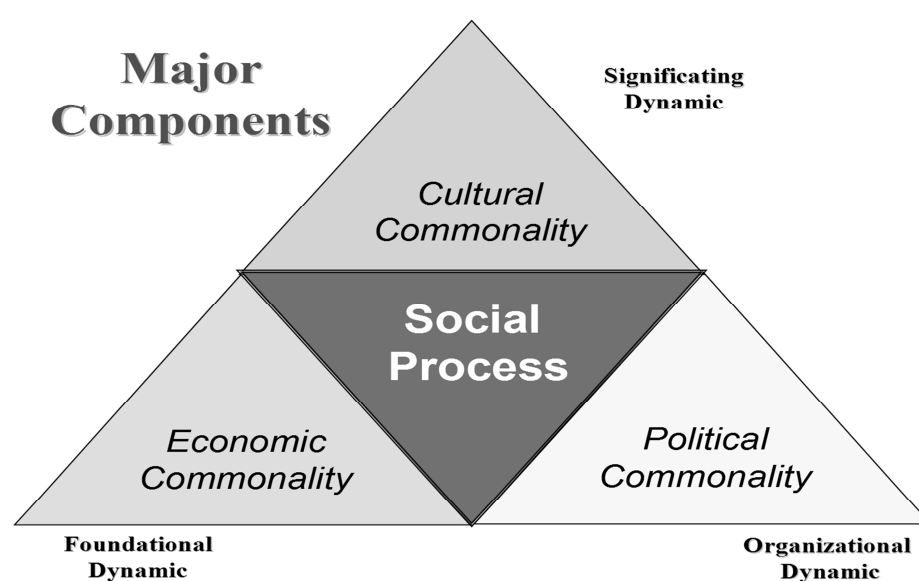 Major
Components
Significating
Dynamic
Cultural
Commonality
Social
Process
Economic
Commonality
Political
Commonality
Foundational
Dynamic
Organizational
Dynamic